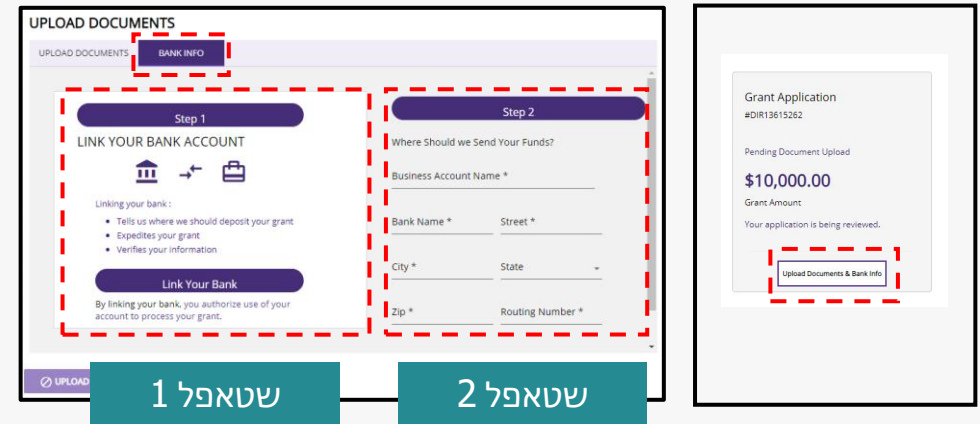 UPLOAD DOCUMENTS
UPLOAD DOCUMENTS BANK INFO
Step 1
LINK YOUR BANK ACCOUNT
Linking your bank :
• Tells us where we should deposit your grant
• Expedites your grant
• Verifies your information
Link Your Bank
By linking your bank, you authorize use of your
account to process your grant.
Step 2
Where Should we Send Your Funds?
Business Account Name *
Bank Name * Street *
City * State
Zip * Routing Number *
UPLOAD
שטאפל 1
שטאפל 2
Grant Application
#DIR13615262
Pending Document Upload
$10,000.00
Grant Amount
Your application is being reviewed.
Upload Documents & Bank Info